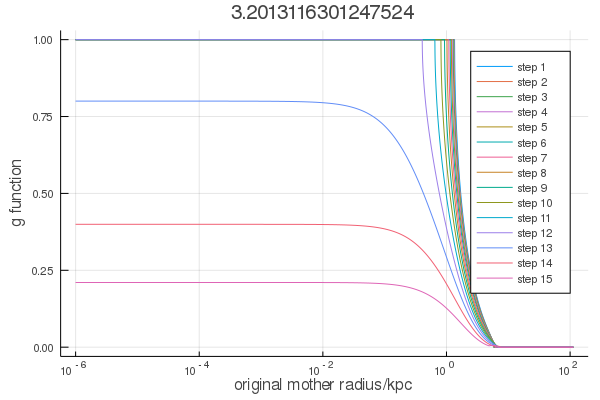 3.2013116301247524
1.00
0.75
0.50
0.25
0.00
g function
10^-6
10^-4
10^-2
10^0
10^2
original mother radius/kpc
step 1
step 2
step 3
step 4
step 5
step 6
step 7
step 8
step 9
step 10
step 11
step 12
step 13
step 14
step 15